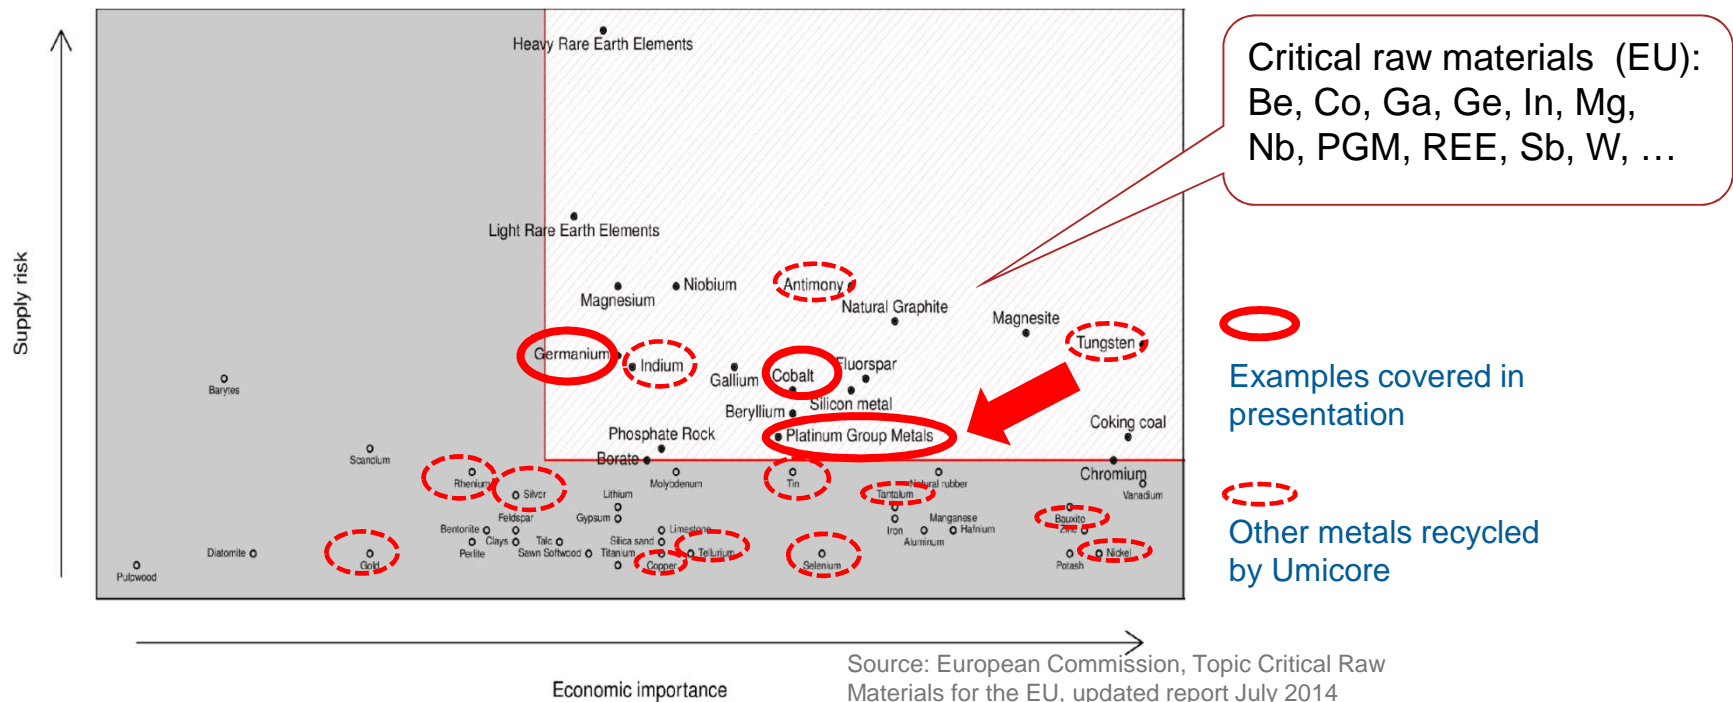 Heavy Rare Earth Elements
Critical raw materials (EU):
Be, Co, Ga, Ge, In, Mg,
Nb, PGM, REE, Sb, W, …
Light Rare Earth Elements
Supply risk
Magnesium
Niobium
Antimony
Natural Graphite
Magnesite
Tungsten
Germanium
Indium
Gallium
Cobalt
Fluorspar
Silicon metal
Beryllium
Barytes
Examples covered in
presentation
Platinum Group Metals
Coking coal
Phosphate Rock
Borate
Scandium
Chromium
Rhenium
Silver
Molybdenum
Tin
Natural rubber
Vanadium
Lithium
Tantalum
Feldspar
Gypsum
Manganese
Bauxite
Bentonite
Clays
Talc
Limestone
Silica sand
Iron
Hafnium
Aluminum
Zinc
Perlite
Sawn Softwood
Titanium
Tellurium
Diatomite
Gold
Copper
Selenium
Potash
Nickel
Pulpwood
Other metals recycled
by Umicore
Economic importance
Source: European Commission, Topic Critical Raw
Materials for the EU, updated report July 2014